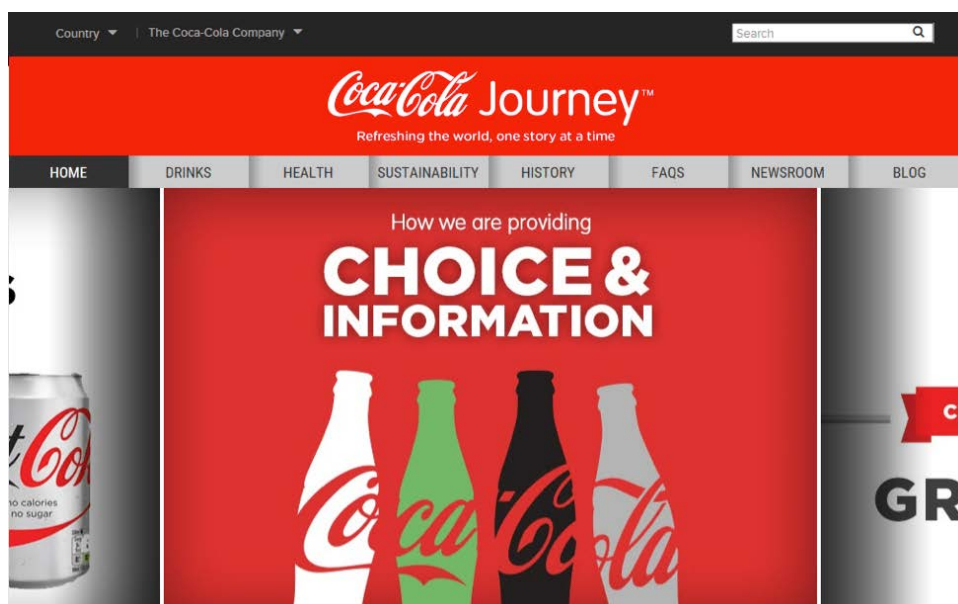 Country
The Coca-Cola Company
Search
Coca-Cola Journey™
Refreshing the world, one story at a time
HOME
DRINKS
HEALTH
SUSTAINABILITY
HISTORY
FAQS
NEWSROOM
BLOG
How we are providing
CHOICE &
INFORMATION
Coca Cola
no calories
no sugar
GR